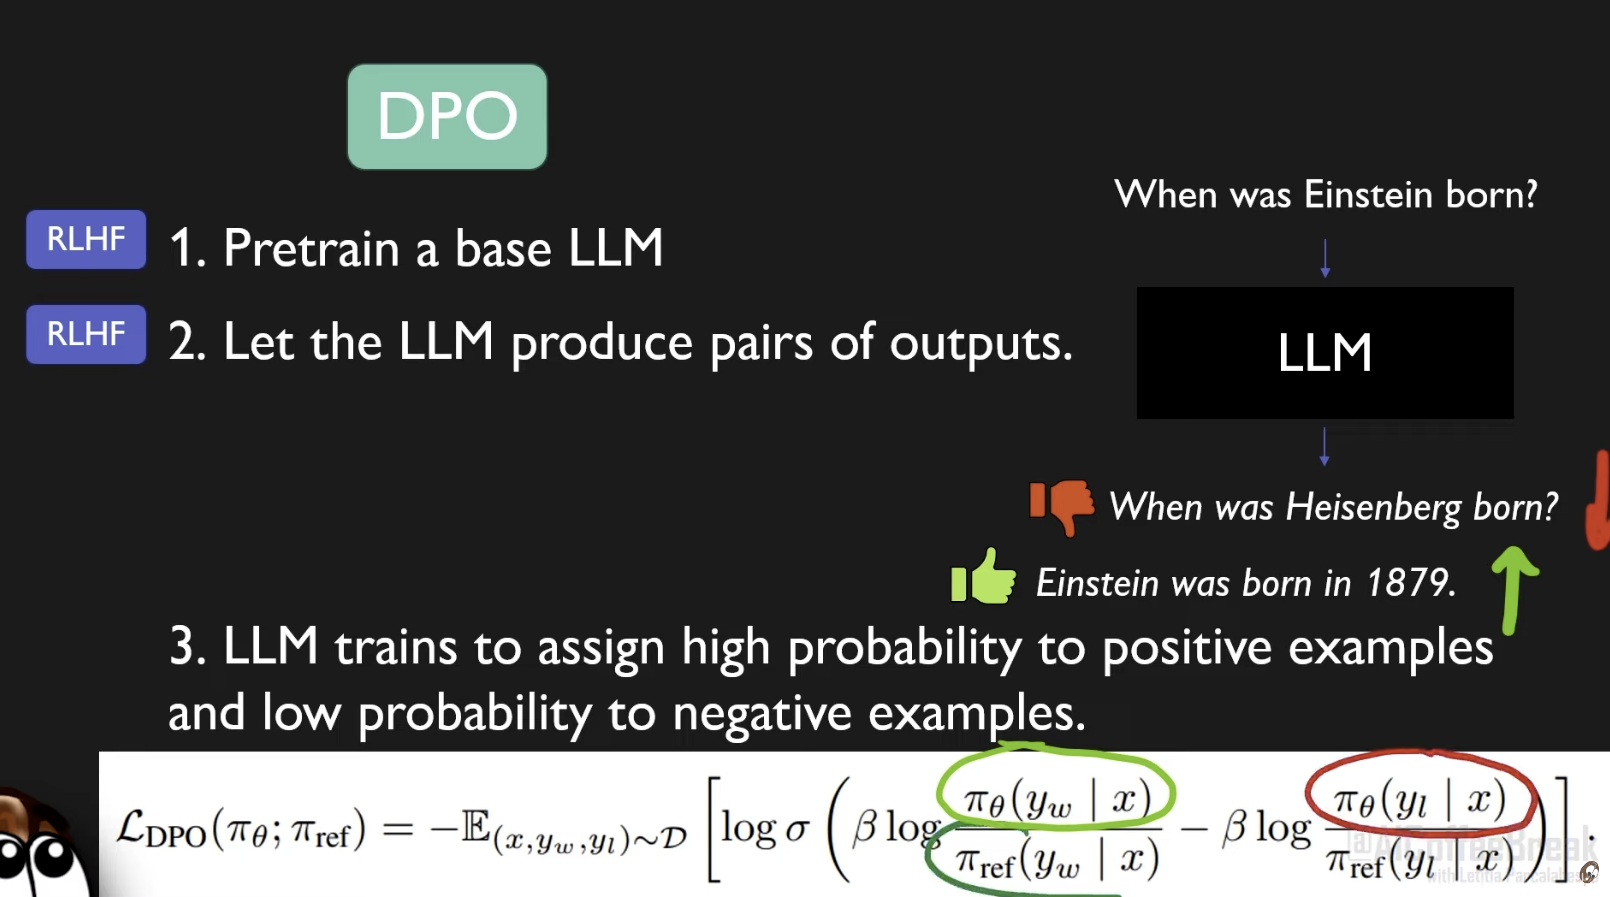 DPO
RLHF 1. Pretrain a base LLM
RLHF 2. Let the LLM produce pairs of outputs.
When was Einstein born?
LLM
When was Heisenberg born?
Einstein was born in 1879.
3. LLM trains to assign high probability to positive examples
and low probability to negative examples.
$\mathcal{L}_{\text{DPO}}(\pi_\theta; \pi_{\text{ref}}) = -\mathbb{E}_{(x, y_w, y_l) \sim \mathcal{D}} \left[ \log \sigma \left( \beta \log \frac{\pi_\theta(y_w \mid x)}{\pi_{\text{ref}}(y_w \mid x)} - \beta \log \frac{\pi_\theta(y_l \mid x)}{\pi_{\text{ref}}(y_l \mid x)} \right) \right].$
@AICoffeeBreak